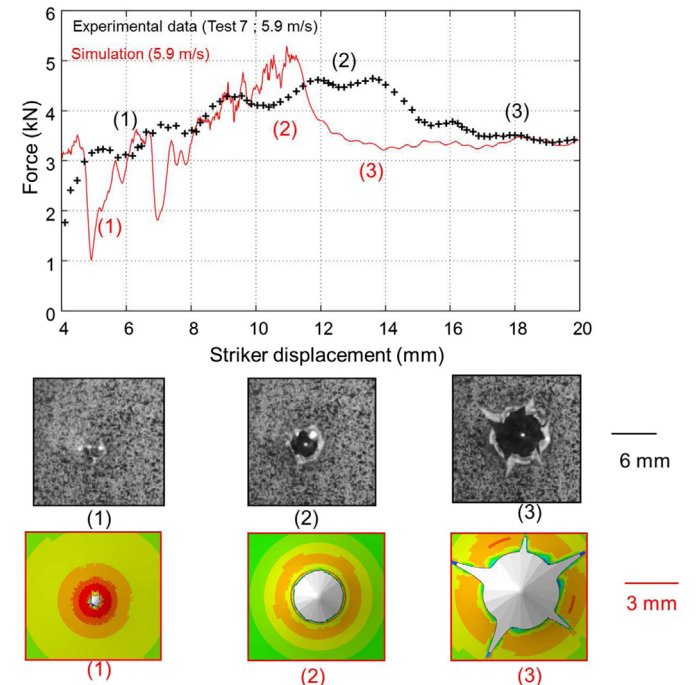 6
Experimental data (Test 7 ; 5.9 m/s)
Simulation (5.9 m/s)
5
4
3
2
1
0
Force (kN)
(1)
(2)
(3)
(1)
(2)
(3)
4 6 8 10 12 14 16 18 20
Striker displacement (mm)
6 mm
(1) (2) (3)
3 mm
(1) (2) (3)